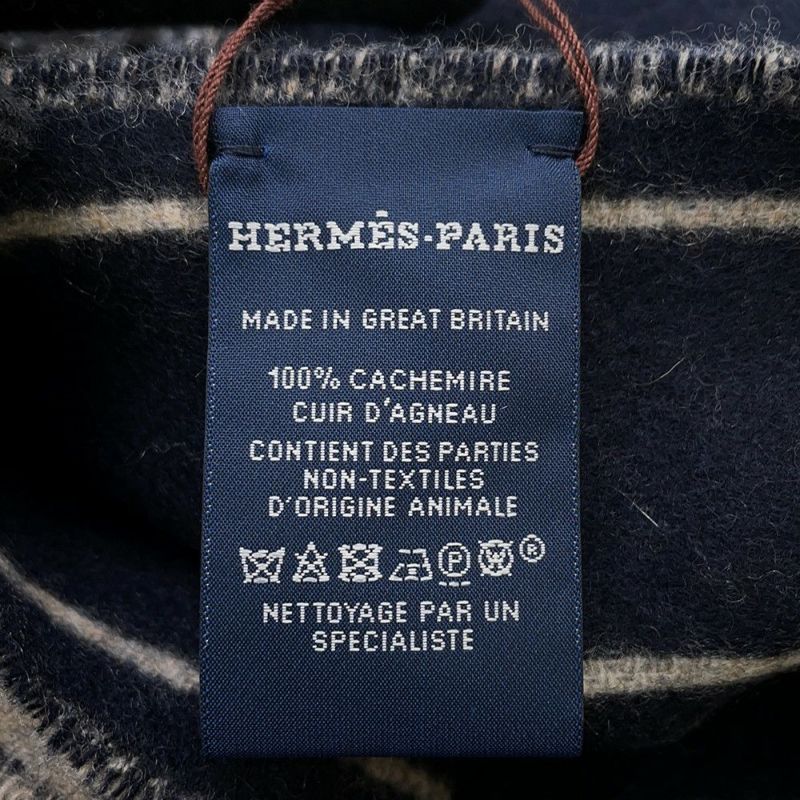 HERMÈS-PARIS
MADE IN GREAT BRITAIN
100% CACHEMIRE
CUIR D'AGNEAU
CONTIENT DES PARTIES
NON-TEXTILES
D'ORIGINE ANIMALE
P ®
NETTOYAGE PAR UN
SPECIALISTE